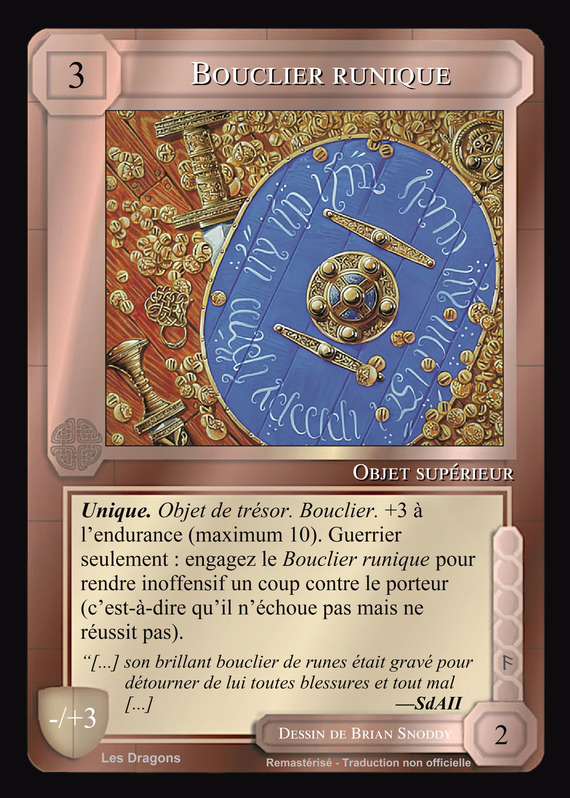 3
BOUCLIER RUNIQUE
OBJET SUPÉRIEUR
Unique. Objet de trésor. Bouclier. +3 à
l'endurance (maximum 10). Guerrier
seulement : engagez le Bouclier runique pour
rendre inoffensif un coup contre le porteur
(c'est-à-dire qu'il n'échoue pas mais ne
réussit pas).
“[...] son brillant bouclier de runes était gravé pour
détourner de lui toutes blessures et tout mal
[...] —SdAII
-/+3
DESSIN DE BRIAN SNODDY
2
Les Dragons
Remastérisé - Traduction non officielle